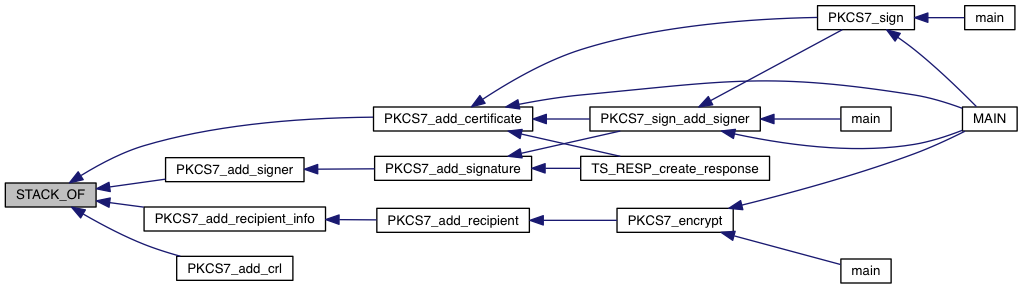 PKCS7_sign
main
PKCS7_add_certificate
PKCS7_sign_add_signer
main
MAIN
PKCS7_add_signer
PKCS7_add_signature
TS_RESP_create_response
STACK_OF
PKCS7_add_recipient_info
PKCS7_add_recipient
PKCS7_encrypt
PKCS7_add_crl
main